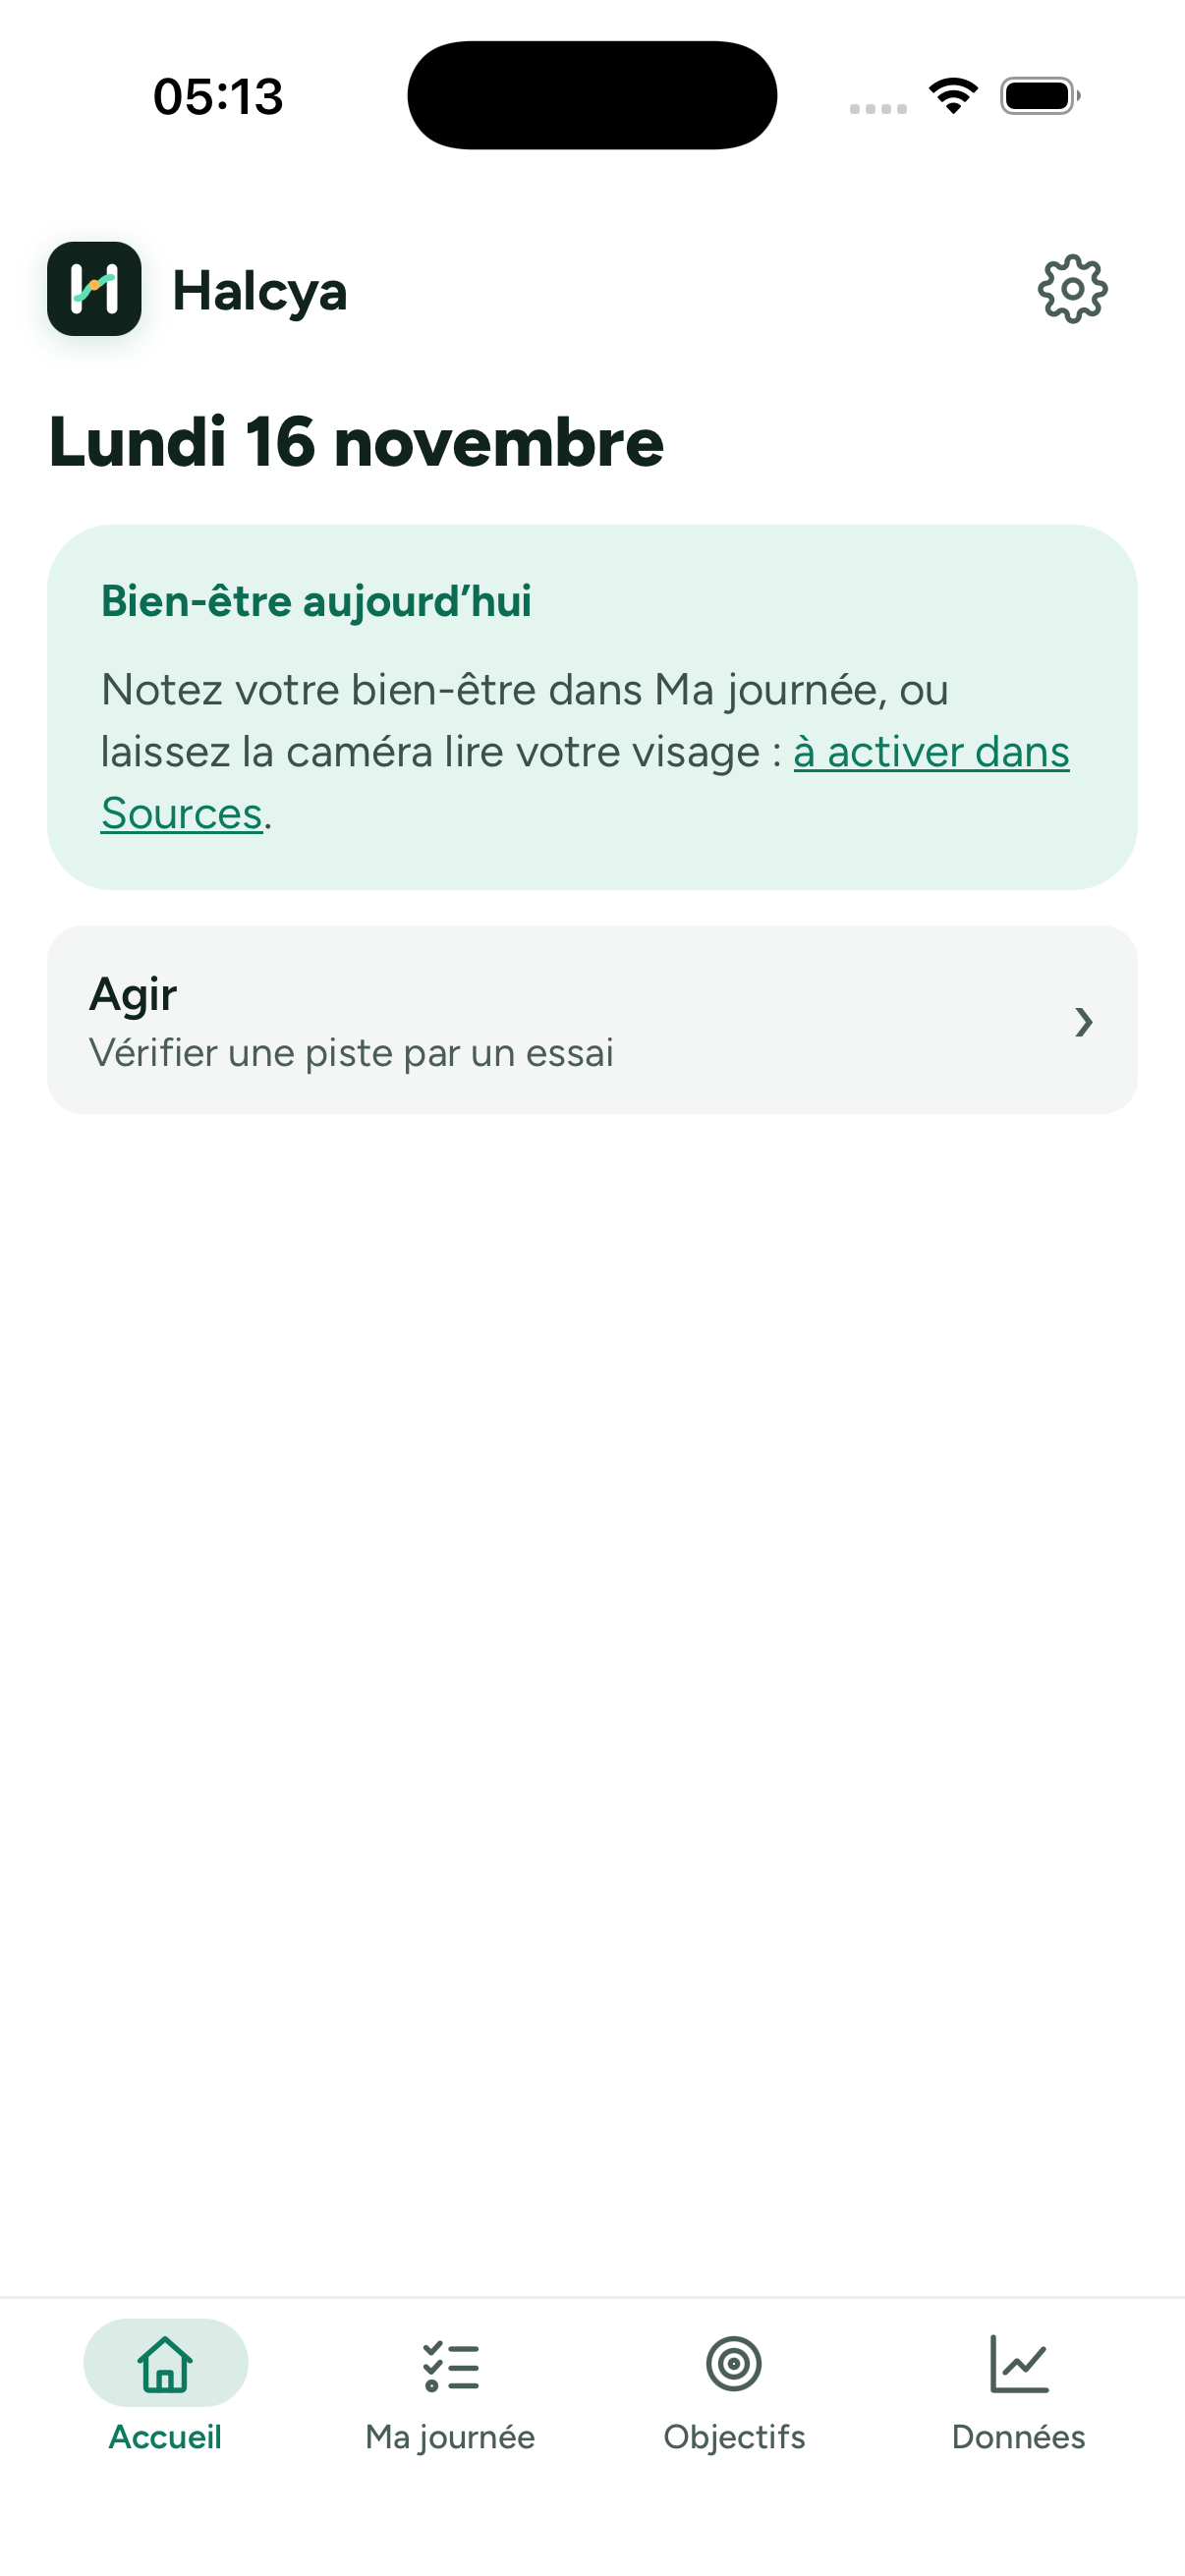 05:13
Halcya
Lundi 16 novembre
Bien-être aujourd’hui
Notez votre bien-être dans Ma journée, ou
laissez la caméra lire votre visage : à activer dans
Sources.
Agir
Vérifier une piste par un essai
Accueil
Ma journée
Objectifs
Données